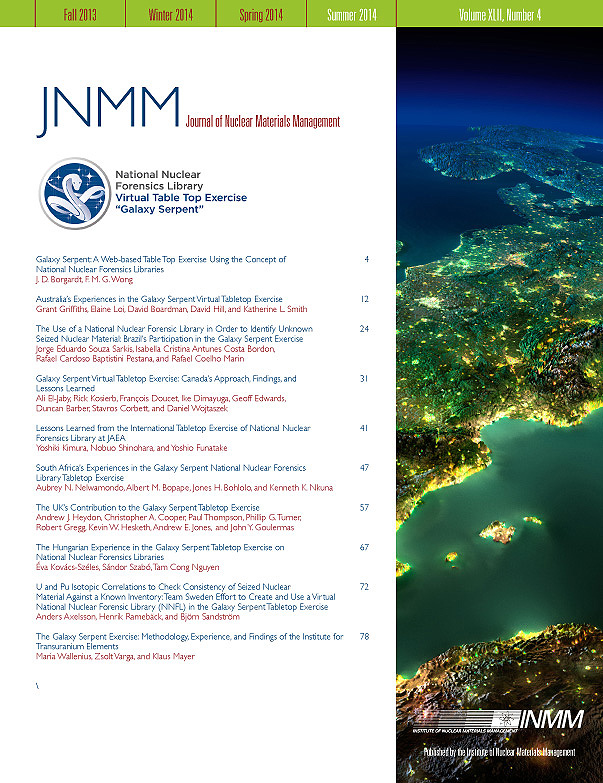 Fall 2013 Winter 2014 Spring 2014 Summer 2014 Volume XLII, Number 4
JNMM Journal of Nuclear Materials Management
National Nuclear
Forensics Library
Virtual Table Top Exercise
“Galaxy Serpent”
Galaxy Serpent: A Web-based Table Top Exercise Using the Concept of 4
National Nuclear Forensics Libraries
J. D. Borgardt, F. M. G. Wong
Australia's Experiences in the Galaxy Serpent Virtual Tabletop Exercise 12
Grant Griffiths, Elaine Loi, David Boardman, David Hill, and Katherine L. Smith
The Use of a National Nuclear Forensic Library in Order to Identify Unknown 24
Seized Nuclear Material: Brazil's Participation in the Galaxy Serpent Exercise
Jorge Eduardo Souza Sarkis, Isabella Cristina Antunes Costa Bordon,
Rafael Cardoso Baptistini Pestana, and Rafael Coelho Marin
Galaxy Serpent Virtual Tabletop Exercise: Canada's Approach, Findings, and 31
Lessons Learned
Ali El-Jaby, Rick Kosierb, François Doucet, Ike Dimayuga, Geoff Edwards,
Duncan Barber, Stavros Corbett, and Daniel Wojtaszek
Lessons Learned from the International Tabletop Exercise of National Nuclear 41
Forensics Library at JAEA
Yoshiki Kimura, Nobuo Shinohara, and Yoshio Funatake
South Africa's Experiences in the Galaxy Serpent National Nuclear Forensics 47
Library Tabletop Exercise
Aubrey N. Nelwamondo, Albert M. Bopape, Jones H. Bohlolo, and Kenneth K. Nkuna
The UK's Contribution to the Galaxy Serpent Tabletop Exercise 57
Andrew J. Heydon, Christopher A. Cooper, Paul Thompson, Phillip G. Turner,
Robert Gregg, Kevin W. Hesketh, Andrew E. Jones, and John Y. Goulermas
The Hungarian Experience in the Galaxy Serpent Tabletop Exercise on 67
National Nuclear Forensics Libraries
Éva Kovács-Széles, Sándor Szabó, Tam Cong Nguyen
U and Pu Isotopic Correlations to Check Consistency of Seized Nuclear 72
Material Against a Known Inventory: Team Sweden Effort to Create and Use a Virtual
National Nuclear Forensic Library (NNFL) in the Galaxy Serpent Tabletop Exercise
Anders Axelsson, Henrik Ramebäck, and Björn Sandström
The Galaxy Serpent Exercise: Methodology, Experience, and Findings of the Institute for 78
Transuranium Elements
Maria Wallenius, Zsolt Varga, and Klaus Mayer
\
INMM
INSTITUTE OF NUCLEAR MATERIALS MANAGEMENT
Published by the Institute of Nuclear Materials Management